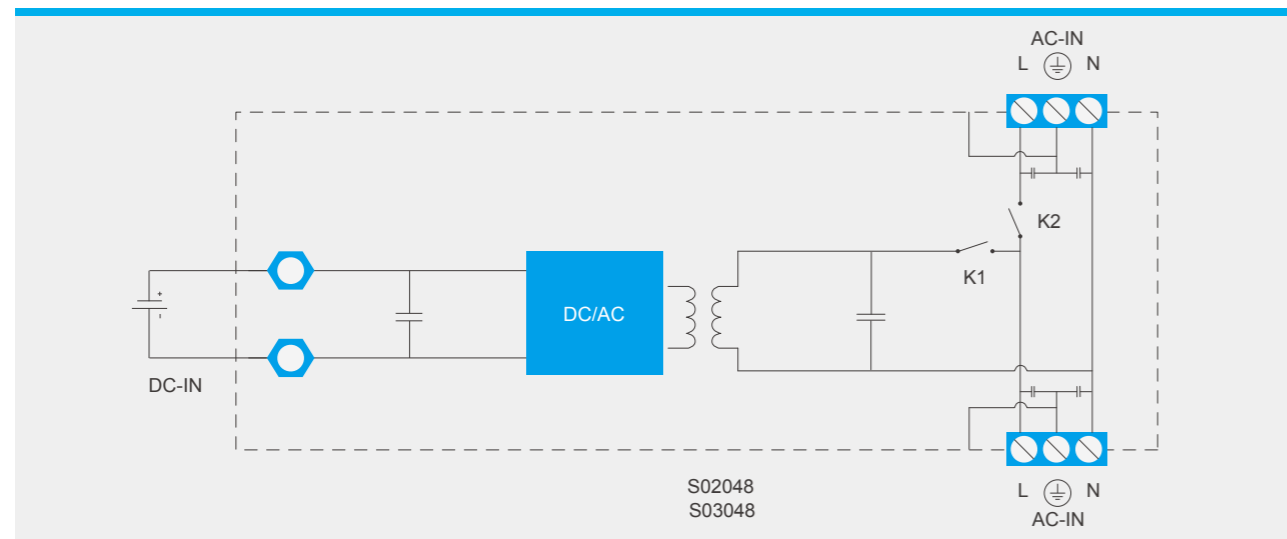 AC-IN
L N
K2
K1
+
DC/AC
-
DC-IN
S02048
S03048
L N
AC-IN